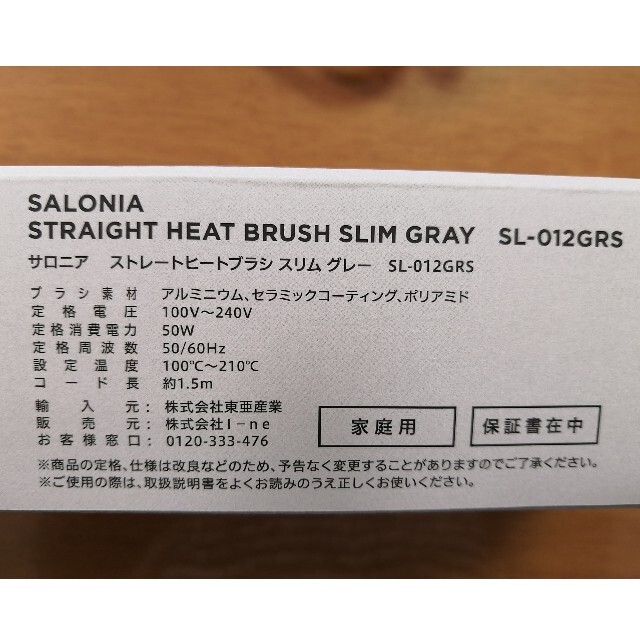 SALONIA
STRAIGHT HEAT BRUSH SLIM GRAY SL-012GRS
サロニア ストレートヒートブラシ スリム グレー SL-012GRS
ブラシ素材 : アルミニウム、セラミックコーティング、ポリアミド
定格電圧 : 100V〜240V
定格消費電力 : 50W
定格周波数 : 50/60Hz
設定温度 : 100℃〜210℃
コード長 : 約1.5m
輸入元 : 株式会社東亜産業
販売元 : 株式会社I-ne
お客様窓口 : 0120-333-476
家庭用
保証書在中
※商品の定格、仕様は改良などのため、予告なく変更することがありますのでご了承ください。
※ご使用の際は、取扱説明書をよくお読みのうえ正しくお使いください。